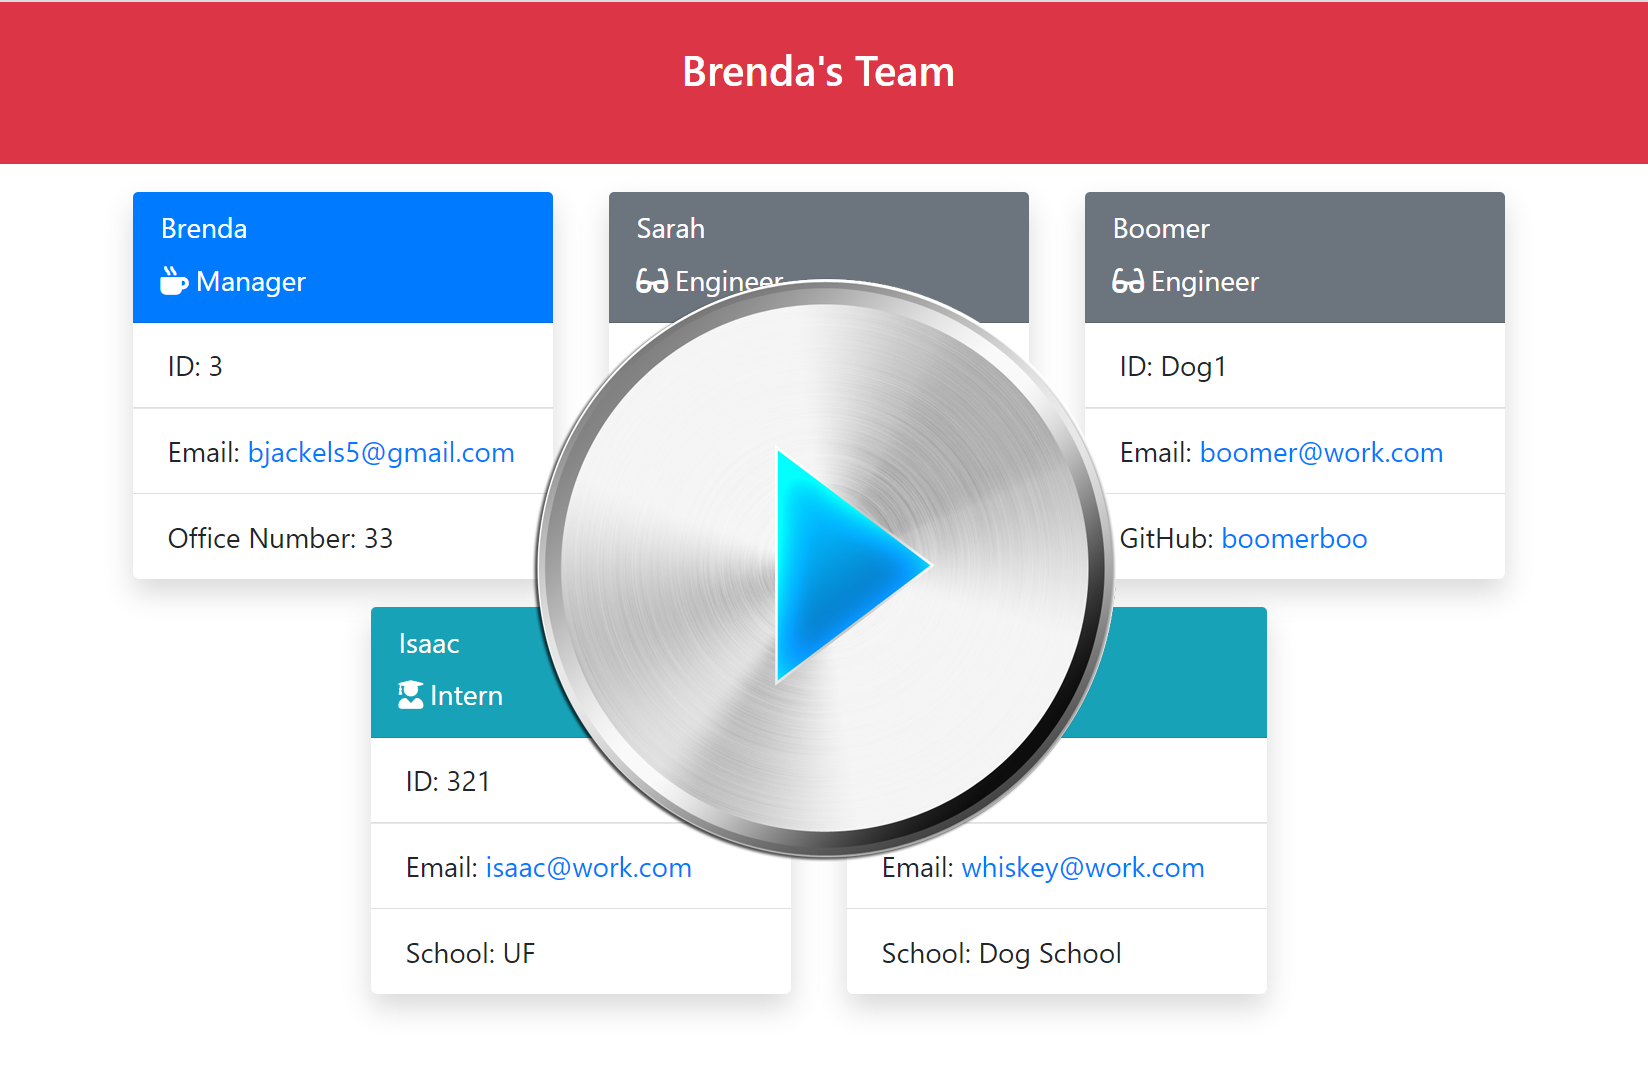 Brenda's Team
Brenda
Manager
ID: 3
Email: bjackels5@gmail.com
Office Number: 33
Sarah
Engineer
Boomer
Engineer
ID: Dog1
Email: boomer@work.com
GitHub: boomerboo
Isaac
Intern
ID: 321
Email: isaac@work.com
School: UF
Email: whiskey@work.com
School: Dog School